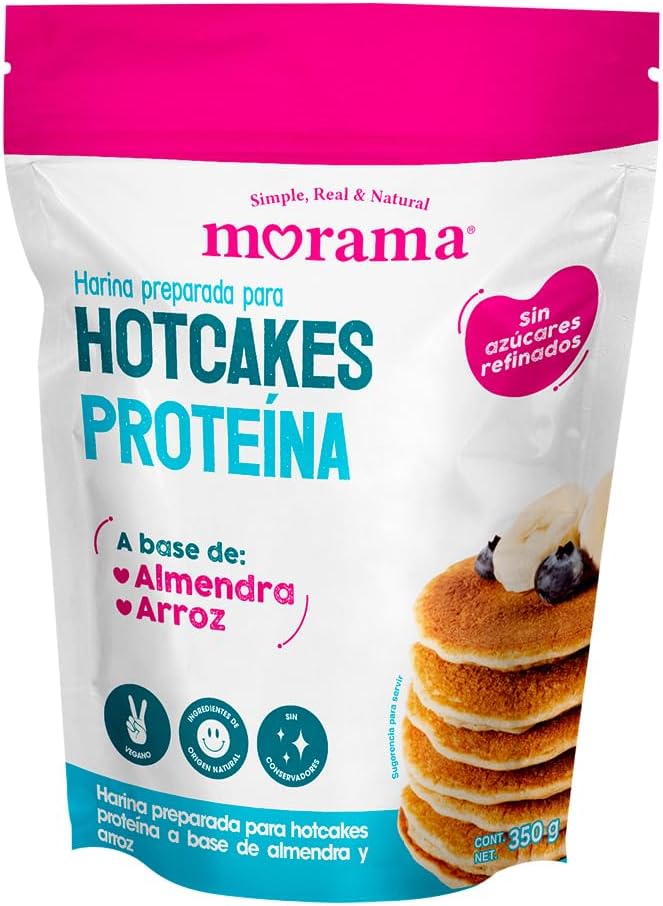 Simple, Real & Natural
morama®
Harina preparada para
HOTCAKES
PROTEÍNA
Sin
azúcares
refinados
A base de:
Almendra
Arroz
VEGANO
INGREDIENTES DE
ORIGEN NATURAL
SIN
CONSERVADORES
Sugerencia para servir
Harina preparada para hotcakes
proteína a base de almendra y
arroz
CONT.
NET. 350 g